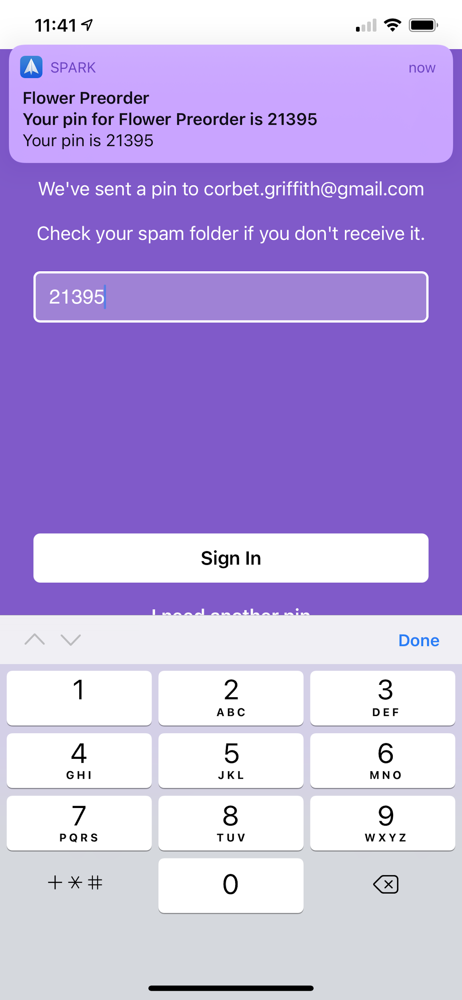 11:41
SPARK
now
Flower Preorder
Your pin for Flower Preorder is 21395
Your pin is 21395
We've sent a pin to corbet.griffith@gmail.com
Check your spam folder if you don't receive it.
21395
Sign In
I need another pin
Done
1
2
ABC
3
DEF
4
GHI
5
JKL
6
MNO
7
PQRS
8
TUV
9
WXYZ
+*#
0